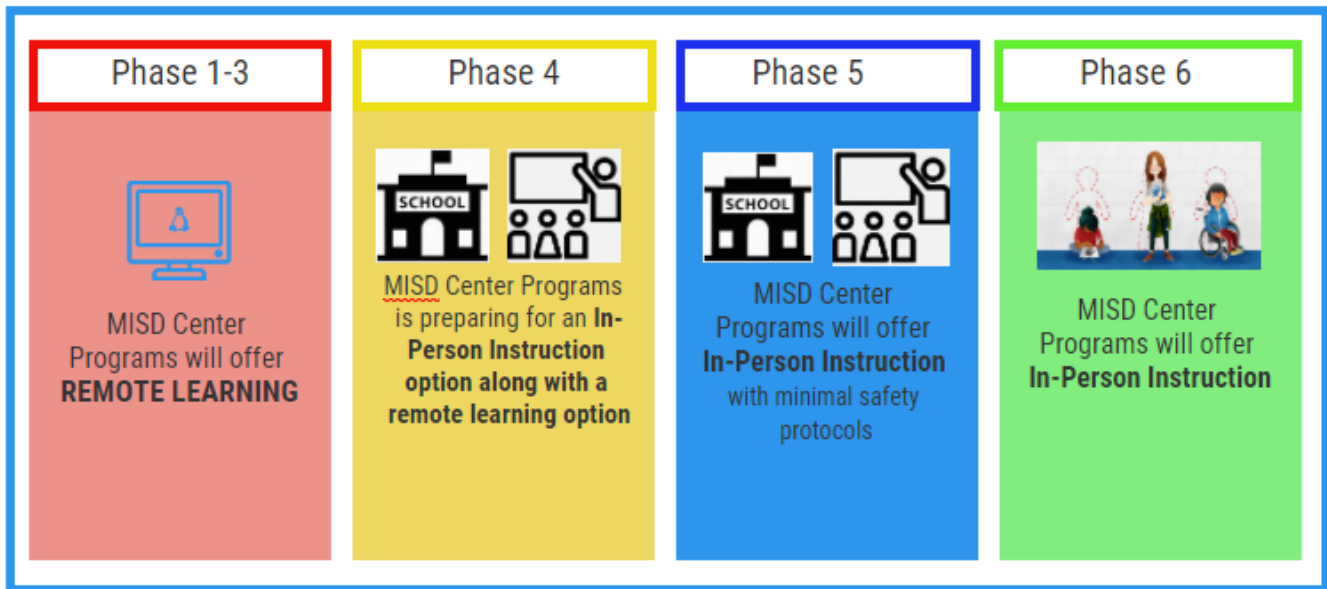 Phase 1-3
MISD Center
Programs will offer
REMOTE LEARNING
Phase 4
SCHOOL
MISD Center Programs
is preparing for an In-
Person Instruction
option along with a
remote learning option
Phase 5
SCHOOL
MISD Center
Programs will offer
In-Person Instruction
with minimal safety
protocols
Phase 6
MISD Center
Programs will offer
In-Person Instruction